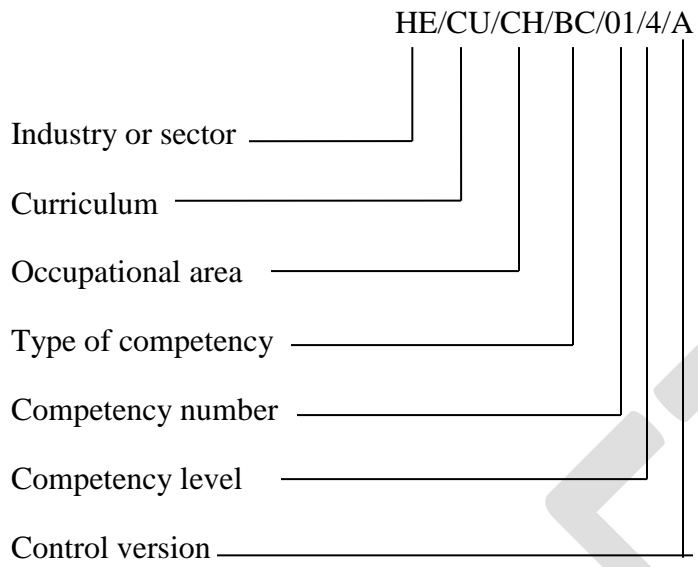 HE/CU/CH/BC/01/4/A
Industry or sector
Curriculum
Occupational area
Type of competency
Competency number
Competency level
Control version